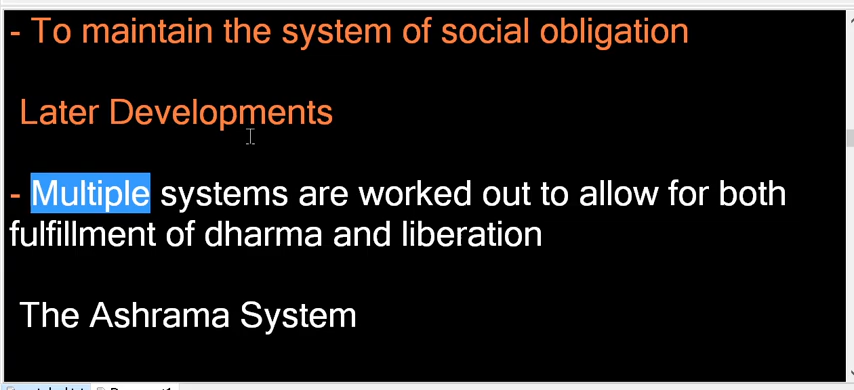 - To maintain the system of social obligation
Later Developments
- Multiple systems are worked out to allow for both
fulfillment of dharma and liberation
The Ashrama System